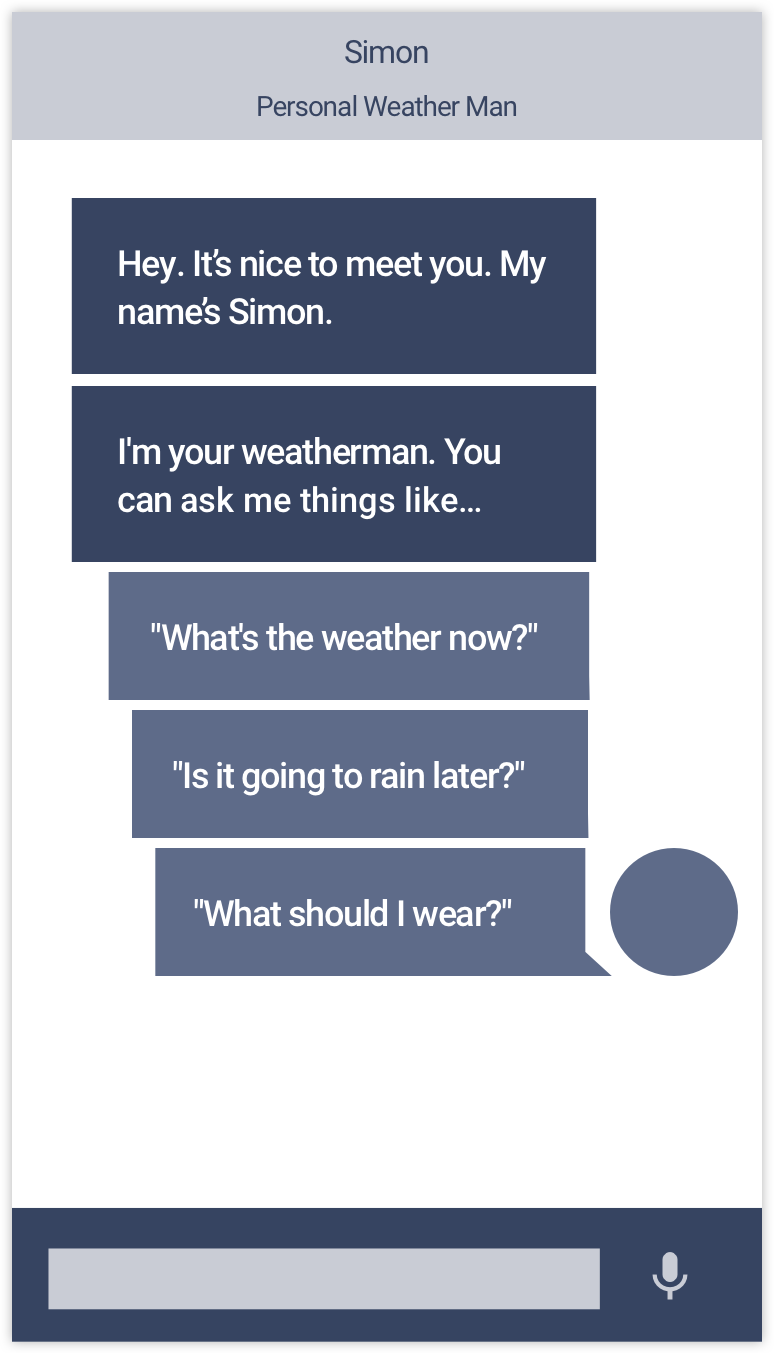 Simon
Personal Weather Man
Hey. It’s nice to meet you. My
name’s Simon.
I'm your weatherman. You
can ask me things like...
"What's the weather now?"
"Is it going to rain later?"
"What should I wear?"